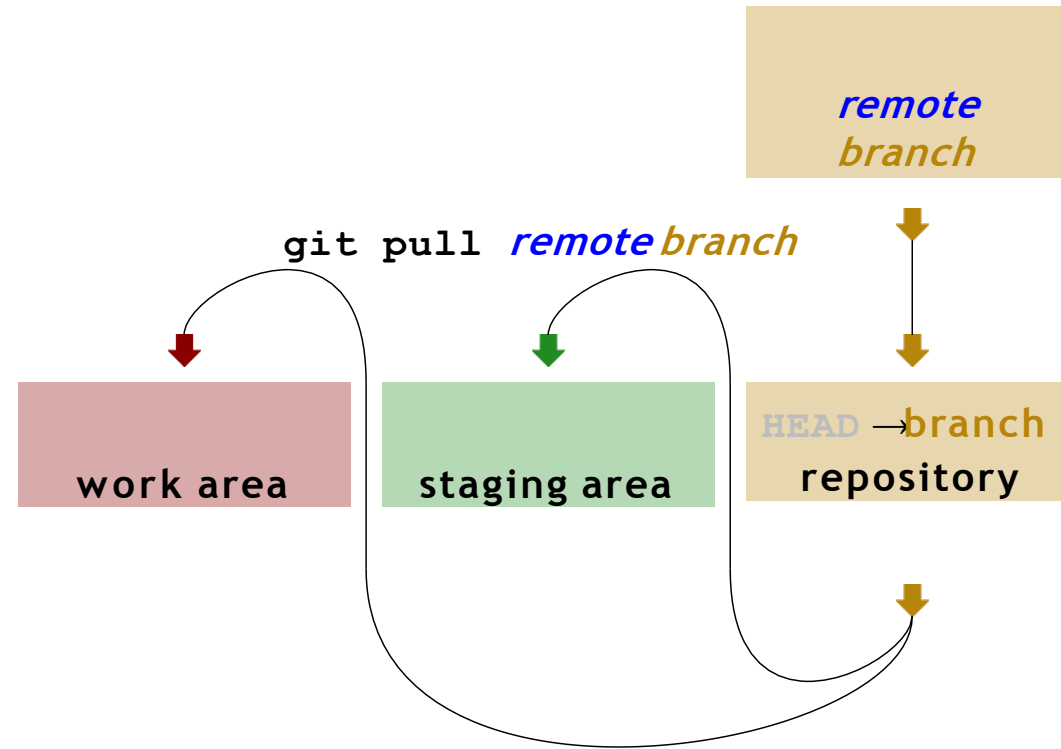 remote
branch
git pull remote branch
HEAD → branch
work area
staging area
repository